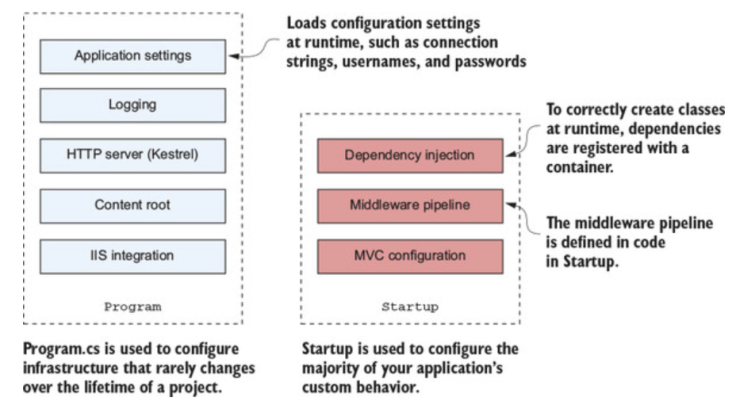 Loads configuration settings
at runtime, such as connection
strings, usernames, and passwords
Application settings
Logging
HTTP server (Kestrel)
Content root
IIS integration
Program
Program.cs is used to configure
infrastructure that rarely changes
over the lifetime of a project.
To correctly create classes
at runtime, dependencies
are registered with a
container.
Dependency injection
Middleware pipeline
MVC configuration
The middleware pipeline
is defined in code
in Startup.
Startup
Startup is used to configure the
majority of your application's
custom behavior.